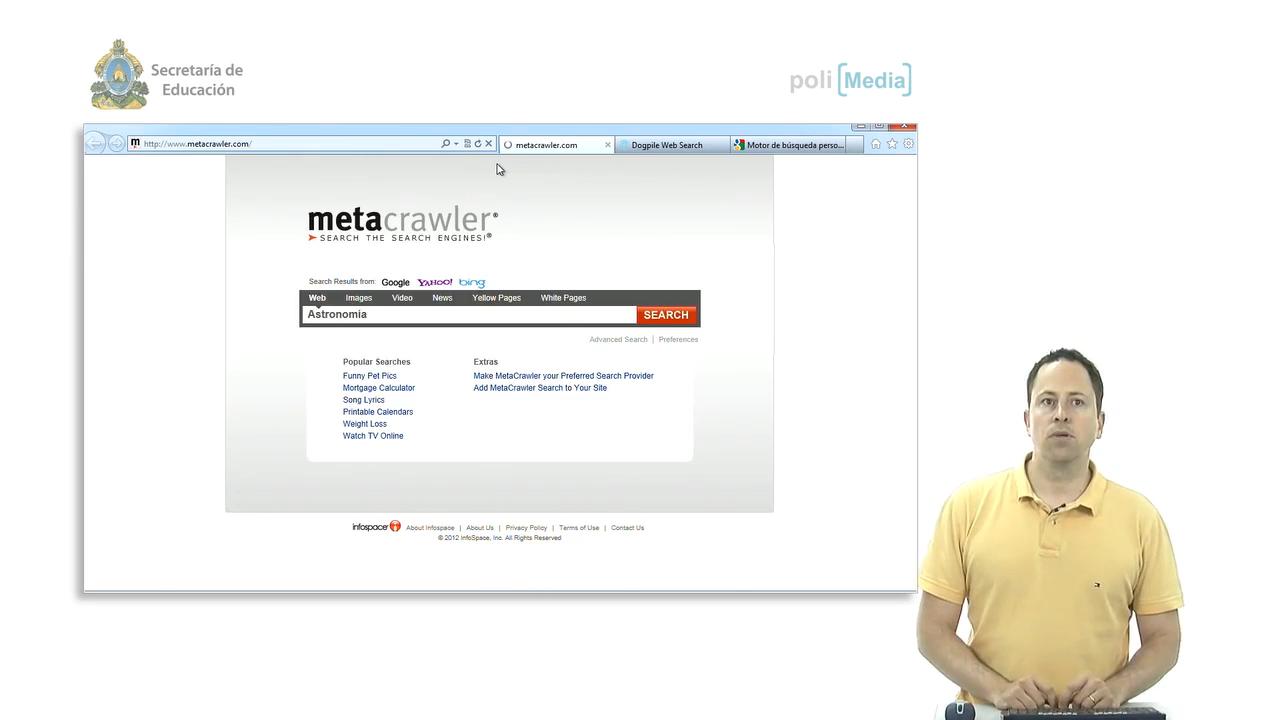 Secretaría de
Educación
poli [Media]
m http://www.metacrawler.com/
metacrawler.com
Dogpile Web Search
Motor de búsqueda perso...
metacrawler®
SEARCH THE SEARCH ENGINES!®
Search Results from: Google YAHOO! bing
Web Images Video News Yellow Pages White Pages
Astronomia SEARCH
Advanced Search | Preferences
Popular Searches
Funny Pet Pics
Mortgage Calculator
Song Lyrics
Printable Calendars
Weight Loss
Watch TV Online
Extras
Make MetaCrawler your Preferred Search Provider
Add MetaCrawler Search to Your Site
infospace About Infospace | About Us | Privacy Policy | Terms of Use | Contact Us
© 2012 InfoSpace, Inc. All Rights Reserved